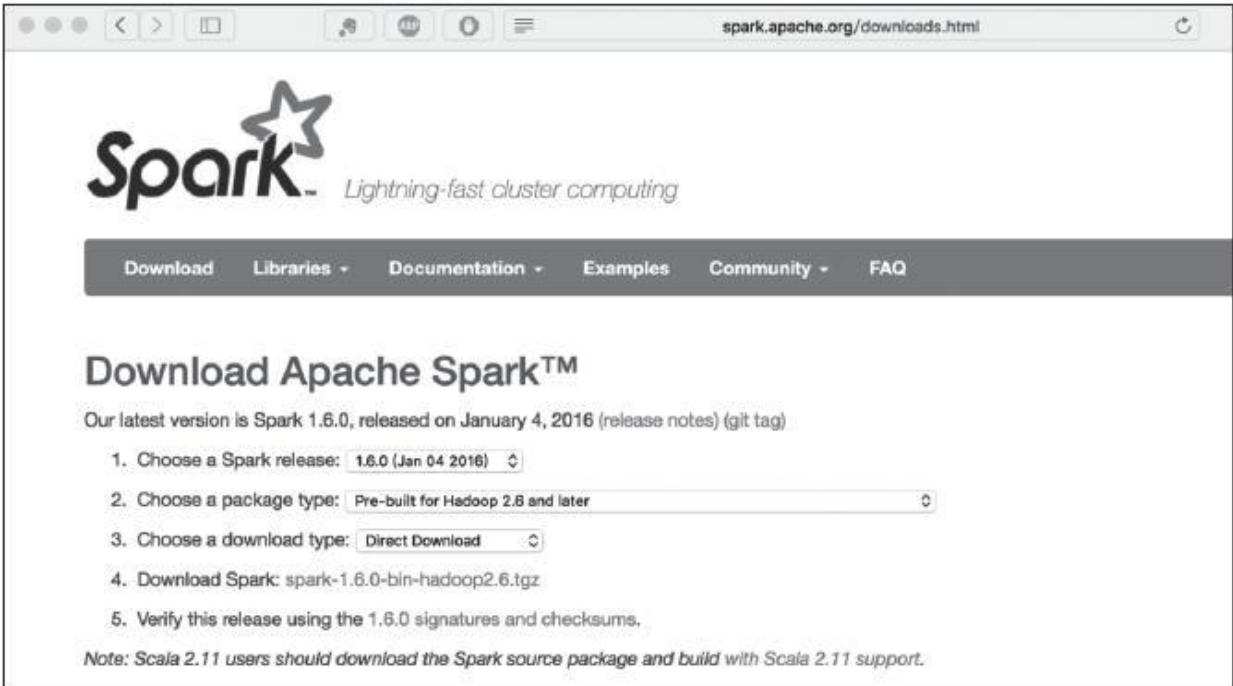 spark.apache.org/downloads.html
Spark™ Lightning-fast cluster computing
Download Libraries Documentation Examples Community FAQ
Download Apache Spark™
Our latest version is Spark 1.6.0, released on January 4, 2016 (release notes) (git tag)
1. Choose a Spark release: 1.6.0 (Jan 04 2016)
2. Choose a package type: Pre-built for Hadoop 2.6 and later
3. Choose a download type: Direct Download
4. Download Spark: spark-1.6.0-bin-hadoop2.6.tgz
5. Verify this release using the 1.6.0 signatures and checksums.
Note: Scala 2.11 users should download the Spark source package and build with Scala 2.11 support.